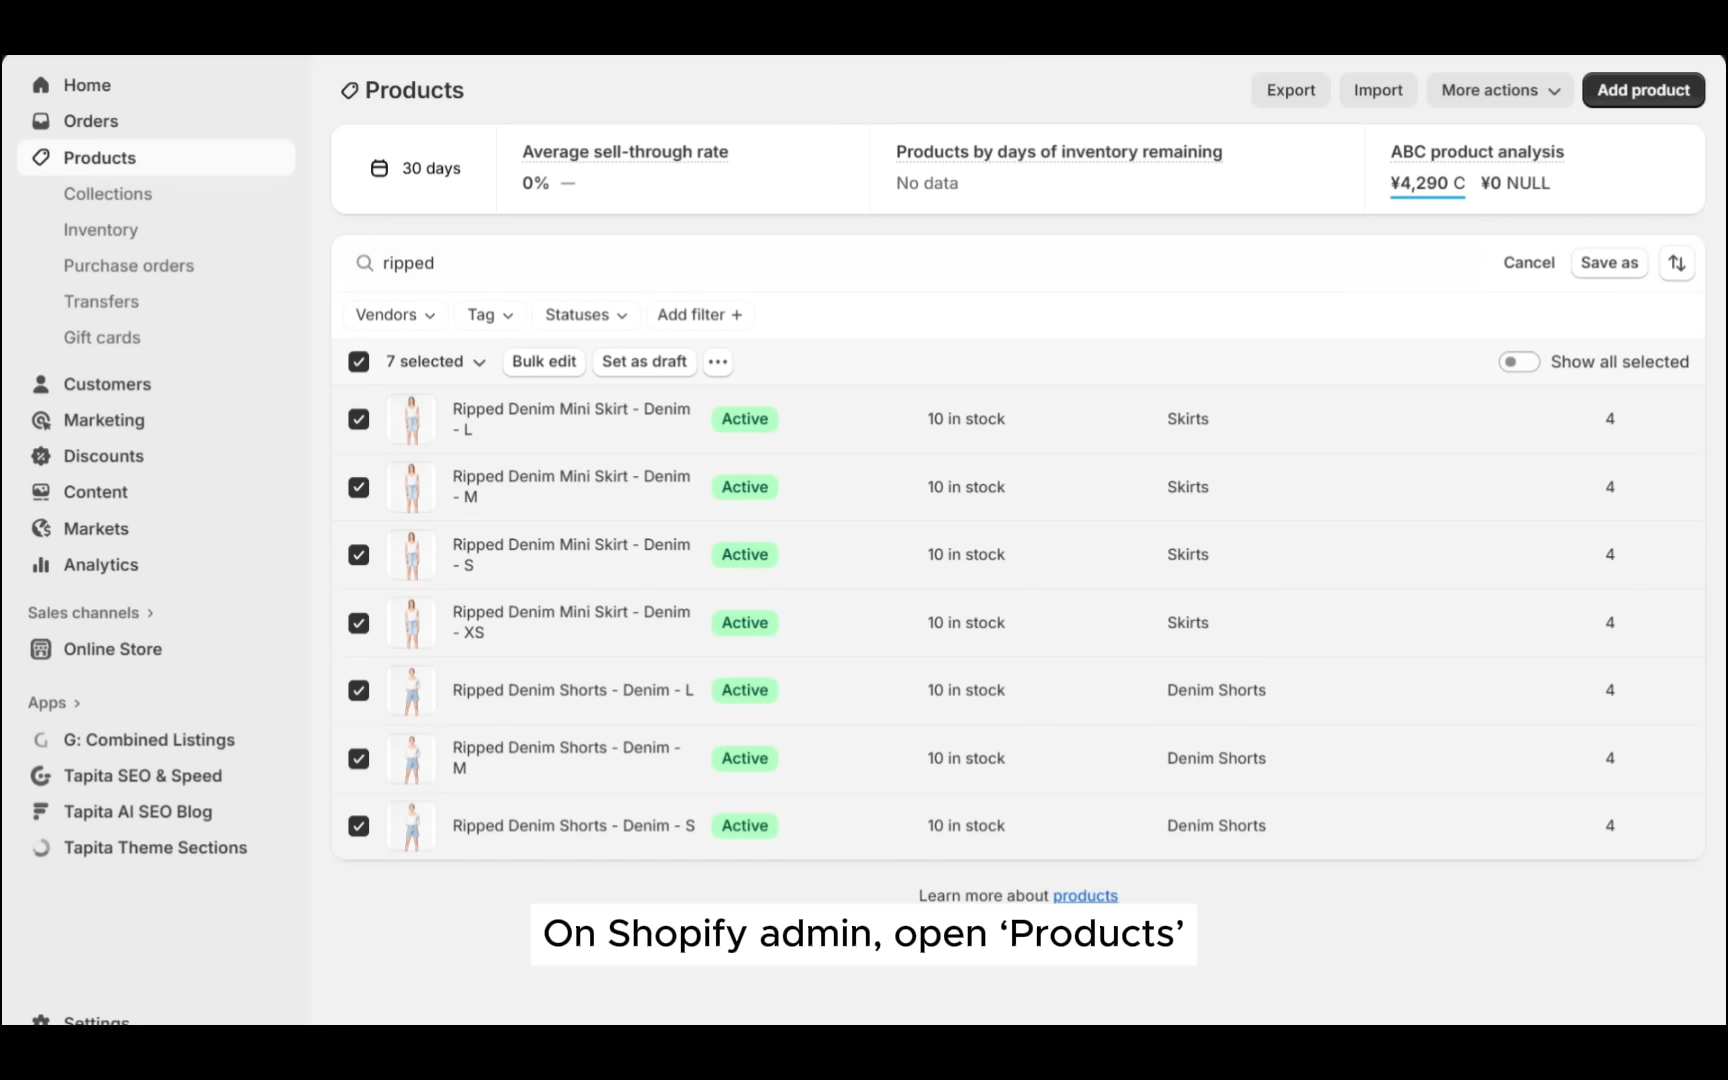 Home
Orders
Products
Collections
Inventory
Purchase orders
Transfers
Gift cards
Customers
Marketing
Discounts
Content
Markets
Analytics
Sales channels
Online Store
Apps
G: Combined Listings
Tapita SEO & Speed
Tapita AI SEO Blog
Tapita Theme Sections
Settings
Products
Export
Import
More actions
Add product
30 days
Average sell-through rate
0% —
Products by days of inventory remaining
No data
ABC product analysis
¥4,290 C ¥0 NULL
ripped
Cancel
Save as
Vendors
Tag
Statuses
Add filter +
7 selected
Bulk edit
Set as draft
Show all selected
Ripped Denim Mini Skirt - Denim
- L
Active
10 in stock
Skirts
4
Ripped Denim Mini Skirt - Denim
- M
Active
10 in stock
Skirts
4
Ripped Denim Mini Skirt - Denim
- S
Active
10 in stock
Skirts
4
Ripped Denim Mini Skirt - Denim
- XS
Active
10 in stock
Skirts
4
Ripped Denim Shorts - Denim - L
Active
10 in stock
Denim Shorts
4
Ripped Denim Shorts - Denim -
M
Active
10 in stock
Denim Shorts
4
Ripped Denim Shorts - Denim - S
Active
10 in stock
Denim Shorts
4
Learn more about products
On Shopify admin, open ‘Products’